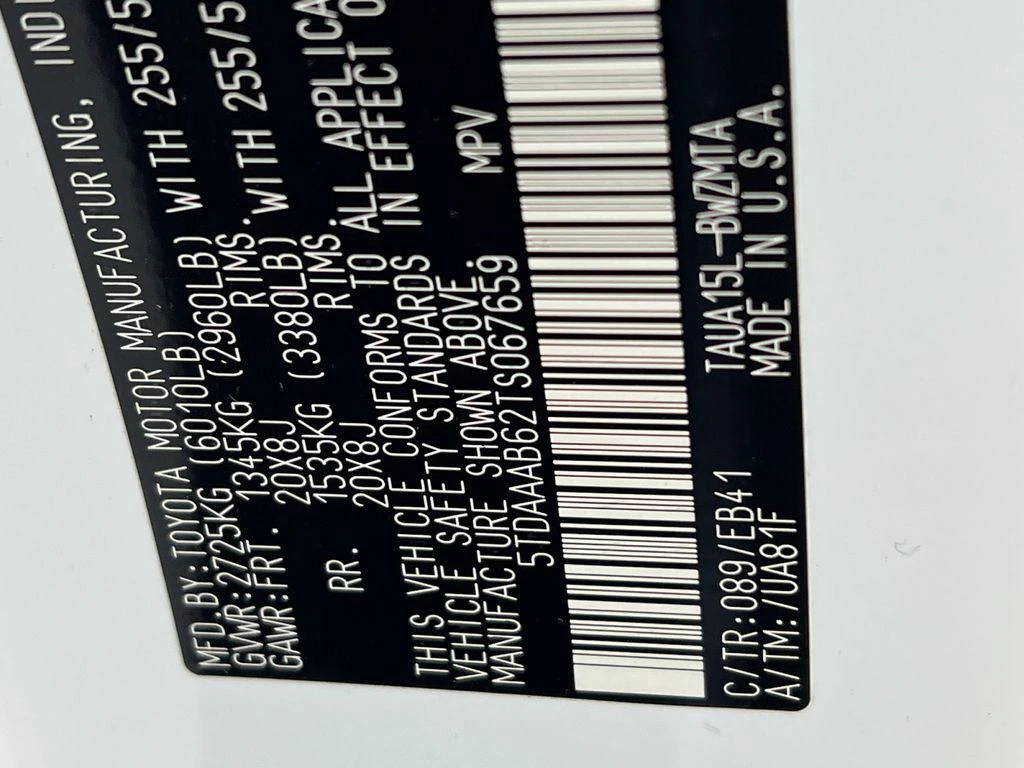 MFD.BY:TOYOTA MOTOR MANUFACTURING,
GVWR:2725KG (6010LB)
GAWR:FRT. 1345KG (2960LB) WITH 255/5
20X8J RIMS.
RR. 1535KG (3380LB) WITH 255/5
20X8J RIMS.
THIS VEHICLE CONFORMS TO ALL
VEHICLE SAFETY STANDARDS IN EFFECT
MANUFACTURE SHOWN ABOVE.
5TDAAAB62TS067659 MPV
C/TR:089/EB41 TAUA15L-BWZMTA
A/TM:/UA81F MADE IN U.S.A.